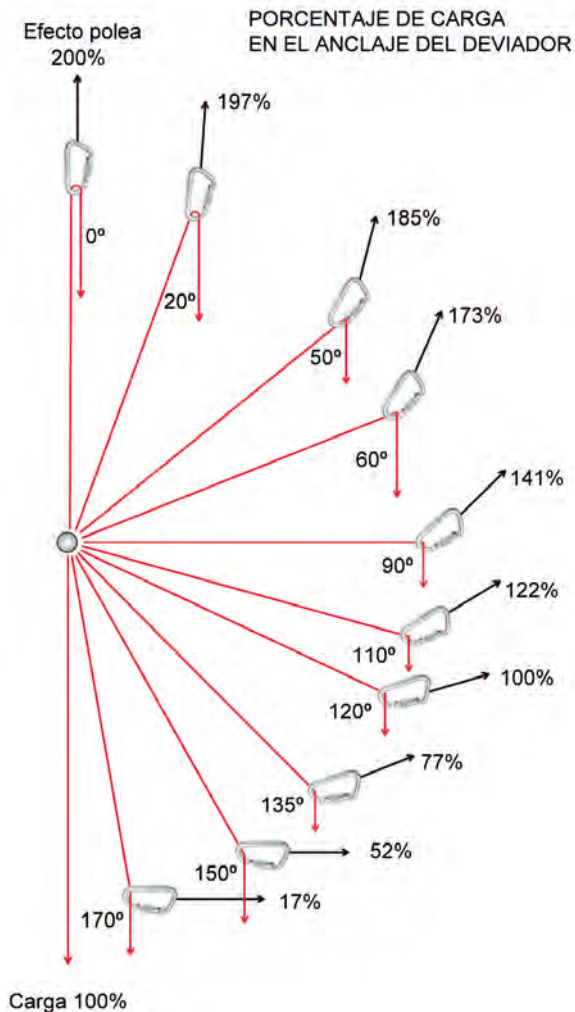 PORCENTAJE DE CARGA
EN EL ANCLAJE DEL DEVIADOR
Efecto polea
200%
197%
0º
20º
185%
50º
173%
60º
141%
90º
122%
110º
100%
120º
77%
135º
52%
150º
17%
170º
Carga 100%